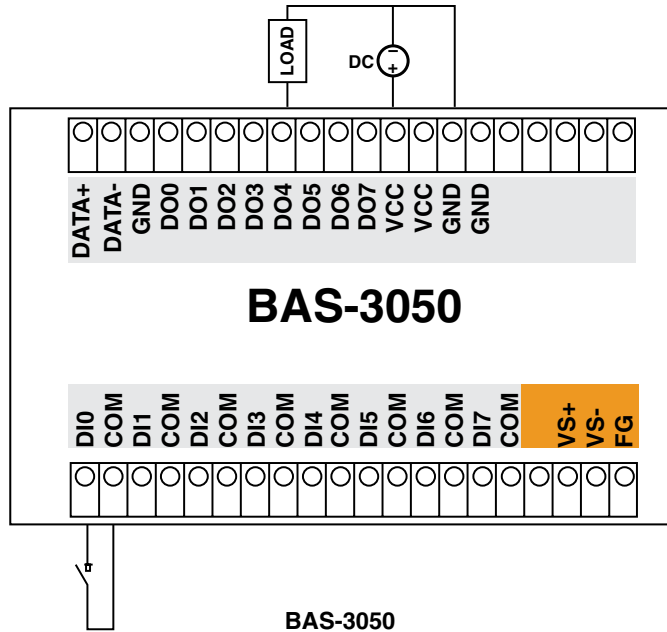 LOAD
DC
−
+
DATA+
DATA-
GND
DO0
DO1
DO2
DO3
DO4
DO5
DO6
DO7
VCC
VCC
GND
GND
BAS-3050
DI0
COM
DI1
COM
DI2
COM
DI3
COM
DI4
COM
DI5
COM
DI6
COM
DI7
COM
VS+
VS-
FG
BAS-3050